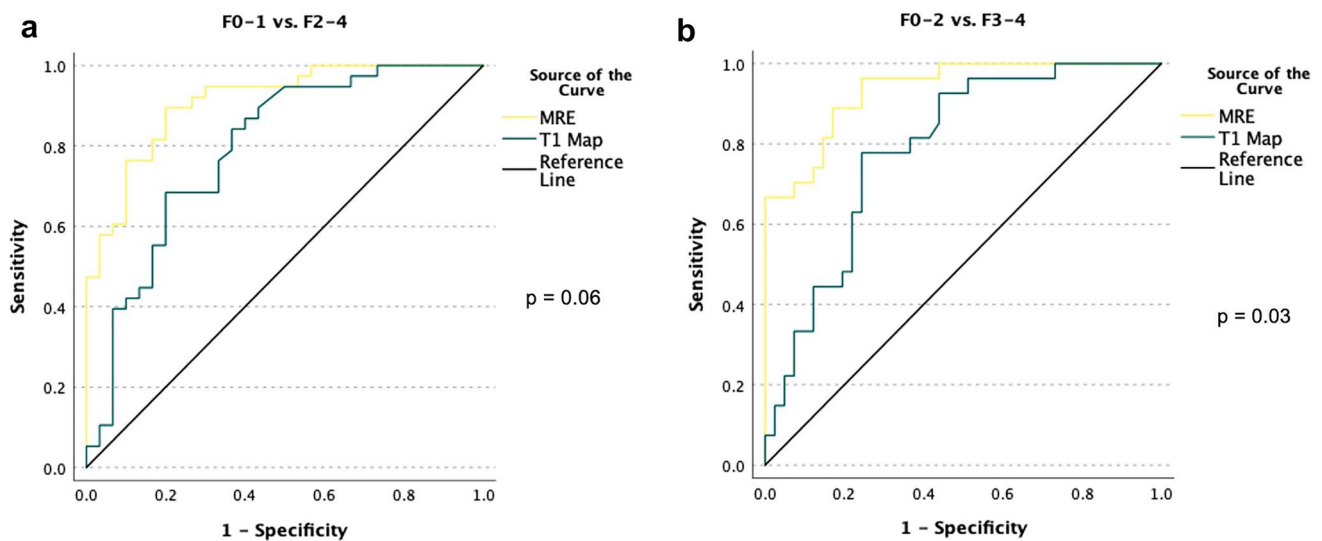 a
F0-1 vs. F2-4
Sensitivity
1.0
0.8
0.6
0.4
0.2
0.0
0.0 0.2 0.4 0.6 0.8 1.0
1 - Specificity
Source of the
Curve
MRE
T1 Map
Reference
Line
p = 0.06
b
F0-2 vs. F3-4
Sensitivity
1.0
0.8
0.6
0.4
0.2
0.0
0.0 0.2 0.4 0.6 0.8 1.0
1 - Specificity
Source of the
Curve
MRE
T1 Map
Reference
Line
p = 0.03